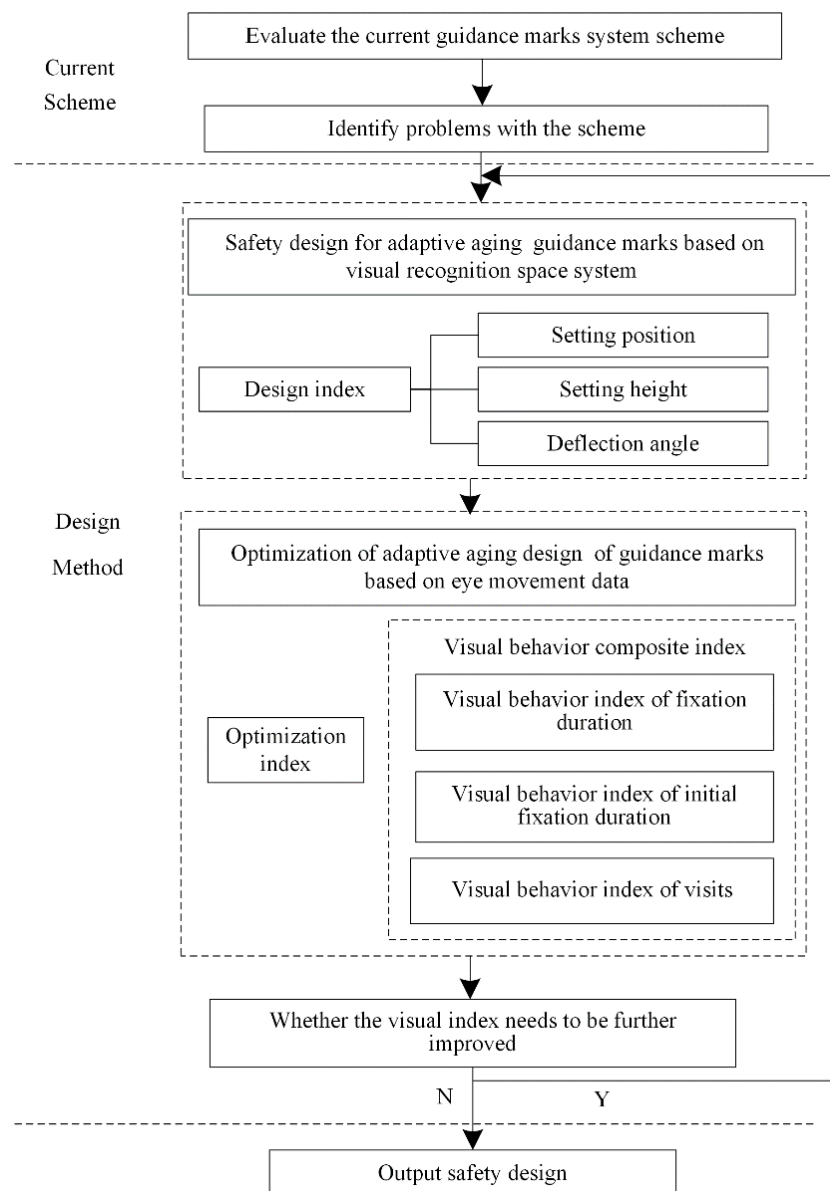 Evaluate the current guidance marks system scheme
Current
Scheme
Identify problems with the scheme
Safety design for adaptive aging guidance marks based on
visual recognition space system
Setting position
Design index
Setting height
Deflection angle
Design
Method
Optimization of adaptive aging design of guidance marks
based on eye movement data
Visual behavior composite index
Visual behavior index of fixation
duration
Optimization
index
Visual behavior index of initial
fixation duration
Visual behavior index of visits
Whether the visual index needs to be further
improved
N
Y
Output safety design